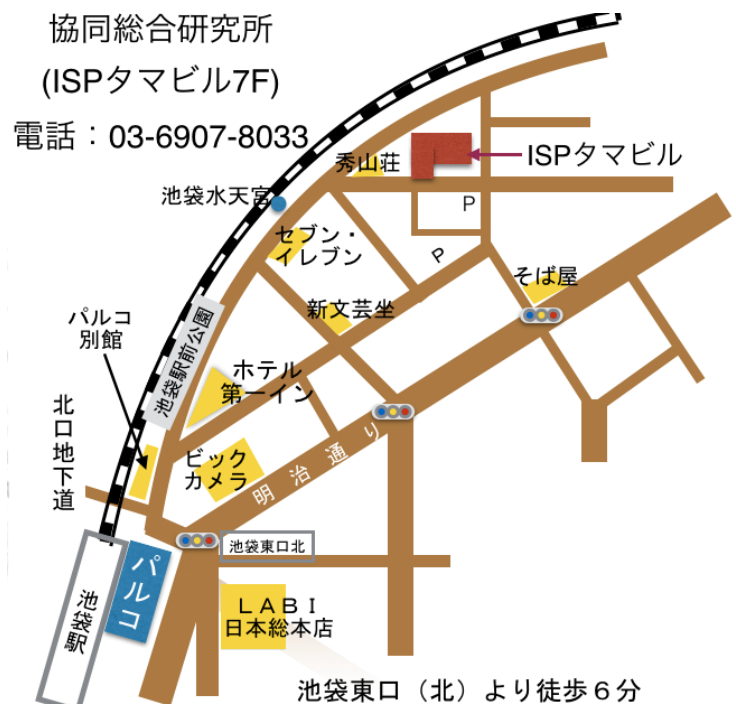 協同総合研究所
(ISPタマビル7F)
電話：03-6907-8033
秀山荘
ISPタマビル
池袋水天宮
P
セブン・
イレブン
P
そば屋
新文芸坐
パルコ
別館
池袋駅前公園
ホテル
第一イン
北口地下道
ビック
カメラ
明治通り
池袋東口北
パルコ
池袋駅
ＬＡＢＩ
日本総本店
池袋東口（北）より徒歩６分